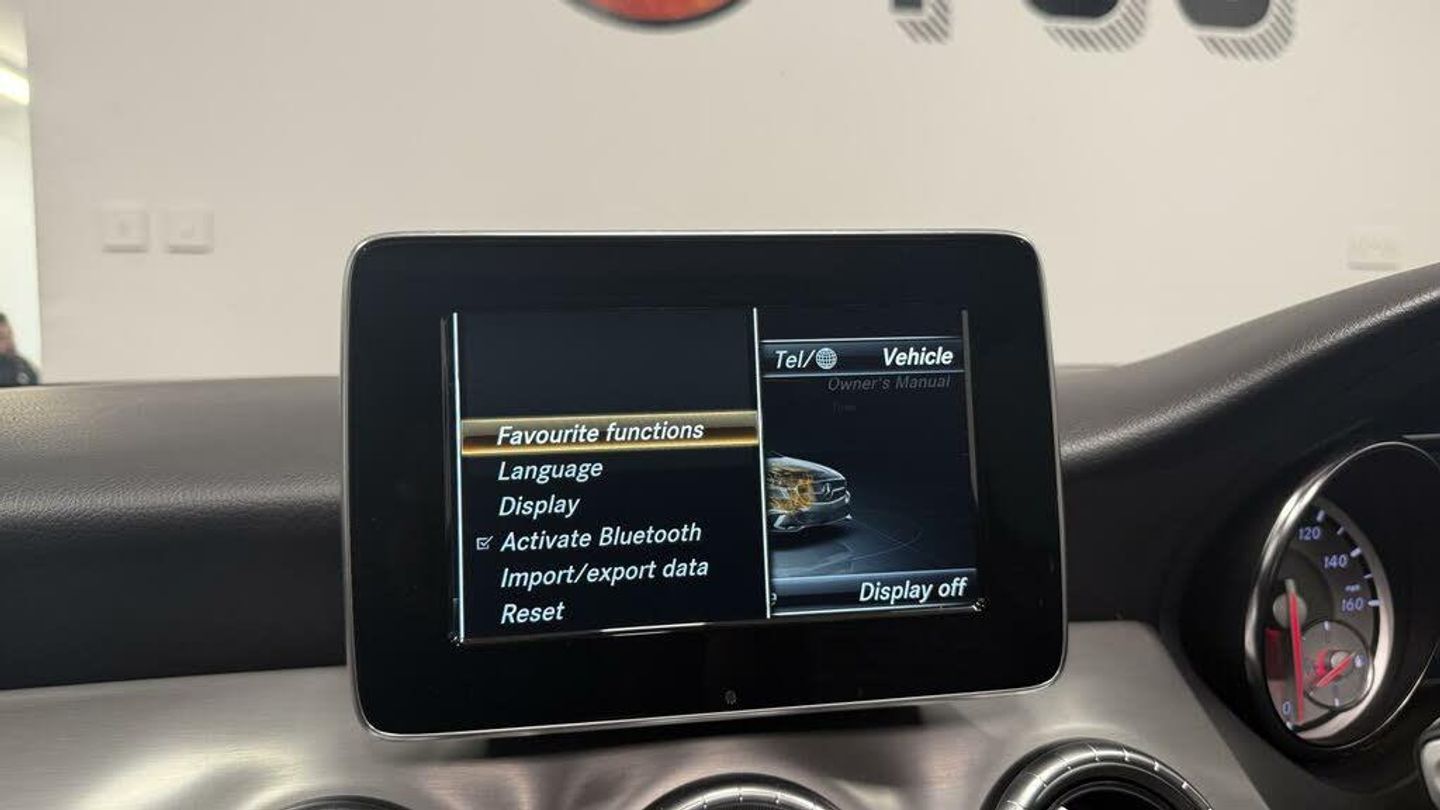 Tel/
Vehicle
Owner's Manual
Favourite functions
Language
Display
Activate Bluetooth
Import/export data
Reset
Display off
120
140
160
0